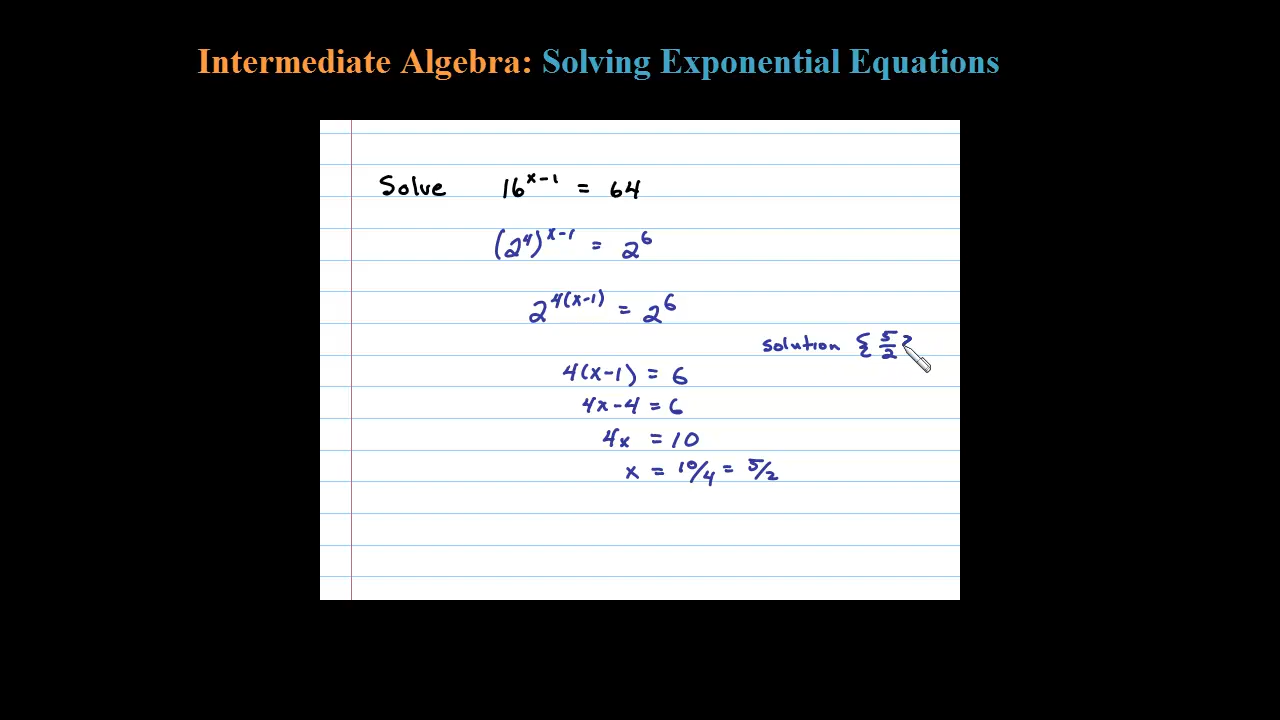 Intermediate Algebra: Solving Exponential Equations
Solve 16^{x-1} = 64
(2^4)^{x-1} = 2^6
2^{4(x-1)} = 2^6
solution { 5/2 }
4(x-1) = 6
4x-4 = 6
4x = 10
x = 10/4 = 5/2